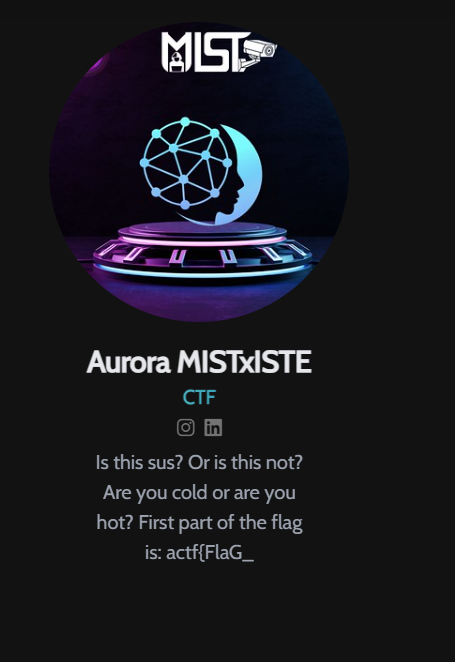 MIST
Aurora MISTxISTE
CTF
Is this sus? Or is this not?
Are you cold or are you
hot? First part of the flag
is: actf{FlaG_